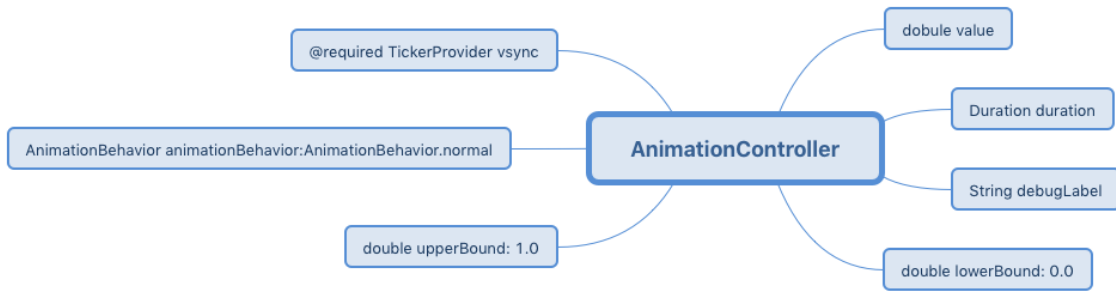 dobule value
@required TickerProvider vsync
Duration duration
AnimationBehavior animationBehavior:AnimationBehavior.normal
AnimationController
String debugLabel
double upperBound: 1.0
double lowerBound: 0.0